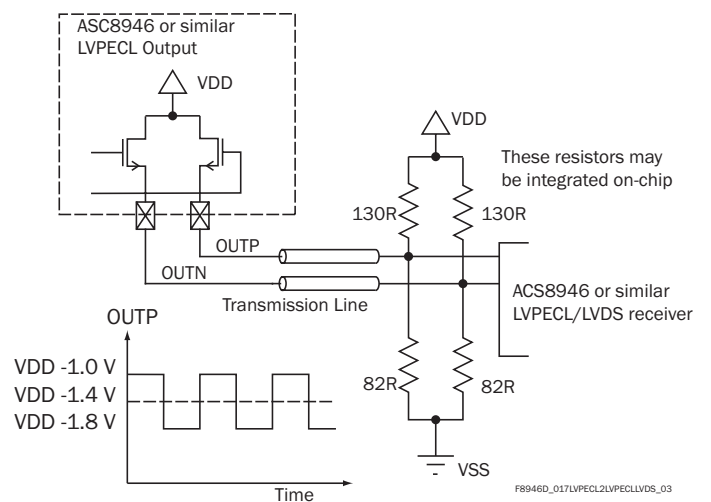 ASC8946 or similar
LVPECL Output
VDD
VDD
These resistors may
be integrated on-chip
130R
130R
OUTP
OUTN
Transmission Line
ACS8946 or similar
LVPECL/LVDS receiver
OUTP
VDD -1.0 V
VDD -1.4 V
VDD -1.8 V
82R
82R
VSS
Time
F8946D_017LVPECL2LVPECLLVDS_03